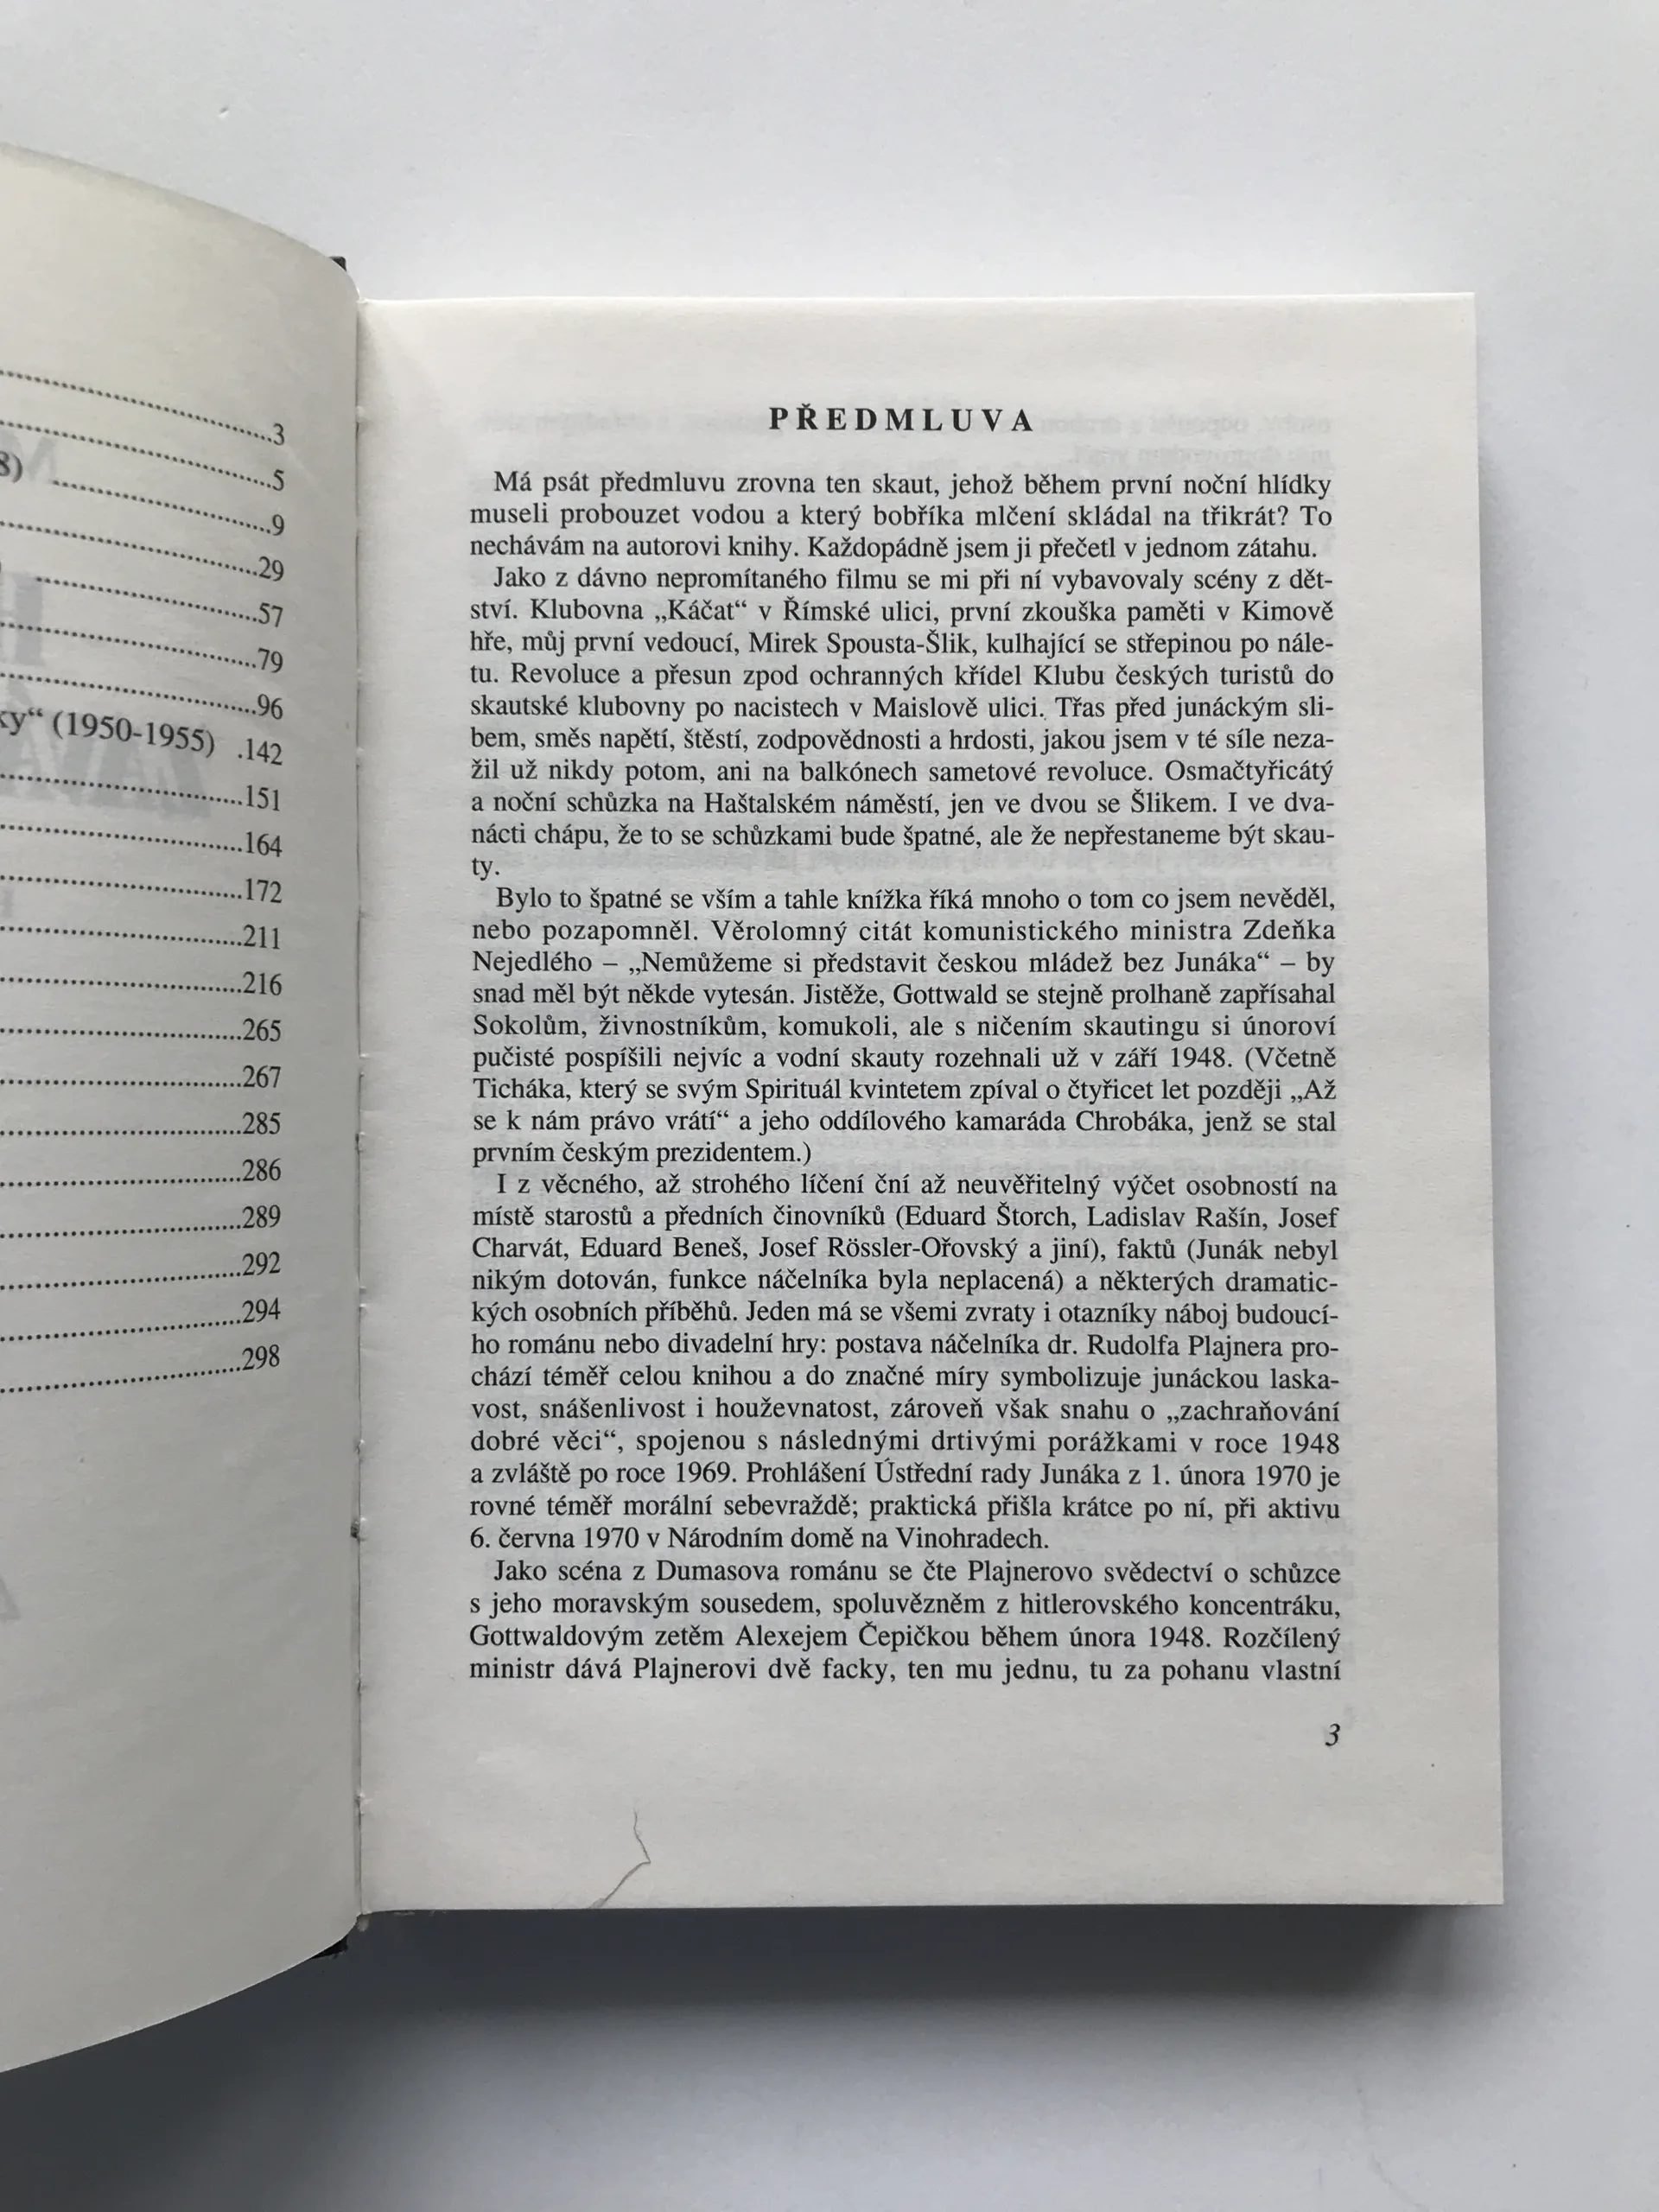 3
5
8)
9
29
57
79
96
ky“ (1950-1955) .142
151
164
172
211
216
265
267
285
286
289
292
294
298
PŘEDMLUVA
Má psát předmluvu zrovna ten skaut, jehož během první noční hlídky
museli probouzet vodou a který bobříka mlčení skládal na třikrát? To
nechávám na autorovi knihy. Každopádně jsem ji přečetl v jednom zátahu.
Jako z dávno nepromítaného filmu se mi při ní vybavovaly scény z dět-
ství. Klubovna „Káčat“ v Římské ulici, první zkouška paměti v Kimově
hře, můj první vedoucí, Mirek Spousta-Šlik, kulhající se střepinou po nále-
tu. Revoluce a přesun zpod ochranných křídel Klubu českých turistů do
skautské klubovny po nacistech v Maislově ulici. Třas před junáckým sli-
bem, směs napětí, štěstí, zodpovědnosti a hrdosti, jakou jsem v té síle neza-
žil už nikdy potom, ani na balkónech sametové revoluce. Osmačtyřicátý
a noční schůzka na Haštalském náměstí, jen ve dvou se Šlikem. I ve dva-
nácti chápu, že to se schůzkami bude špatné, ale že nepřestaneme být skau-
ty.
Bylo to špatné se vším a tahle knížka říká mnoho o tom co jsem nevěděl,
nebo pozapomněl. Věrolomný citát komunistického ministra Zdeňka
Nejedlého – „Nemůžeme si představit českou mládež bez Junáka“ – by
snad měl být někde vytesán. Jistěže, Gottwald se stejně prolhaně zapřísahal
Sokolům, živnostníkům, komukoli, ale s ničením skautingu si únoroví
pučisté pospíšili nejvíc a vodní skauty rozehnali už v září 1948. (Včetně
Ticháka, který se svým Spirituál kvintetem zpíval o čtyřicet let později „Až
se k nám právo vrátí“ a jeho oddílového kamaráda Chrobáka, jenž se stal
prvním českým prezidentem.)
I z věcného, až strohého líčení ční až neuvěřitelný výčet osobností na
místě starostů a předních činovníků (Eduard Štorch, Ladislav Rašín, Josef
Charvát, Eduard Beneš, Josef Rössler-Ořovský a jiní), faktů (Junák nebyl
nikým dotován, funkce náčelníka byla neplacená) a některých dramatic-
kých osobních příběhů. Jeden má se všemi zvraty i otazníky náboj budoucí-
ho románu nebo divadelní hry: postava náčelníka dr. Rudolfa Plajnera pro-
chází téměř celou knihou a do značné míry symbolizuje junáckou laska-
vost, snášenlivost i houževnatost, zároveň však snahu o „zachraňování
dobré věci“, spojenou s následnými drtivými porážkami v roce 1948
a zvláště po roce 1969. Prohlášení Ústřední rady Junáka z 1. února 1970 je
rovné téměř morální sebevraždě; praktická přišla krátce po ní, při aktivu
6. června 1970 v Národním domě na Vinohradech.
Jako scéna z Dumasova románu se čte Plajnerovo svědectví o schůzce
s jeho moravským sousedem, spoluvězněm z hitlerovského koncentráku,
Gottwaldovým zetěm Alexejem Čepičkou během února 1948. Rozčílený
ministr dává Plajnerovi dvě facky, ten mu jednu, tu za pohanu vlastní
3